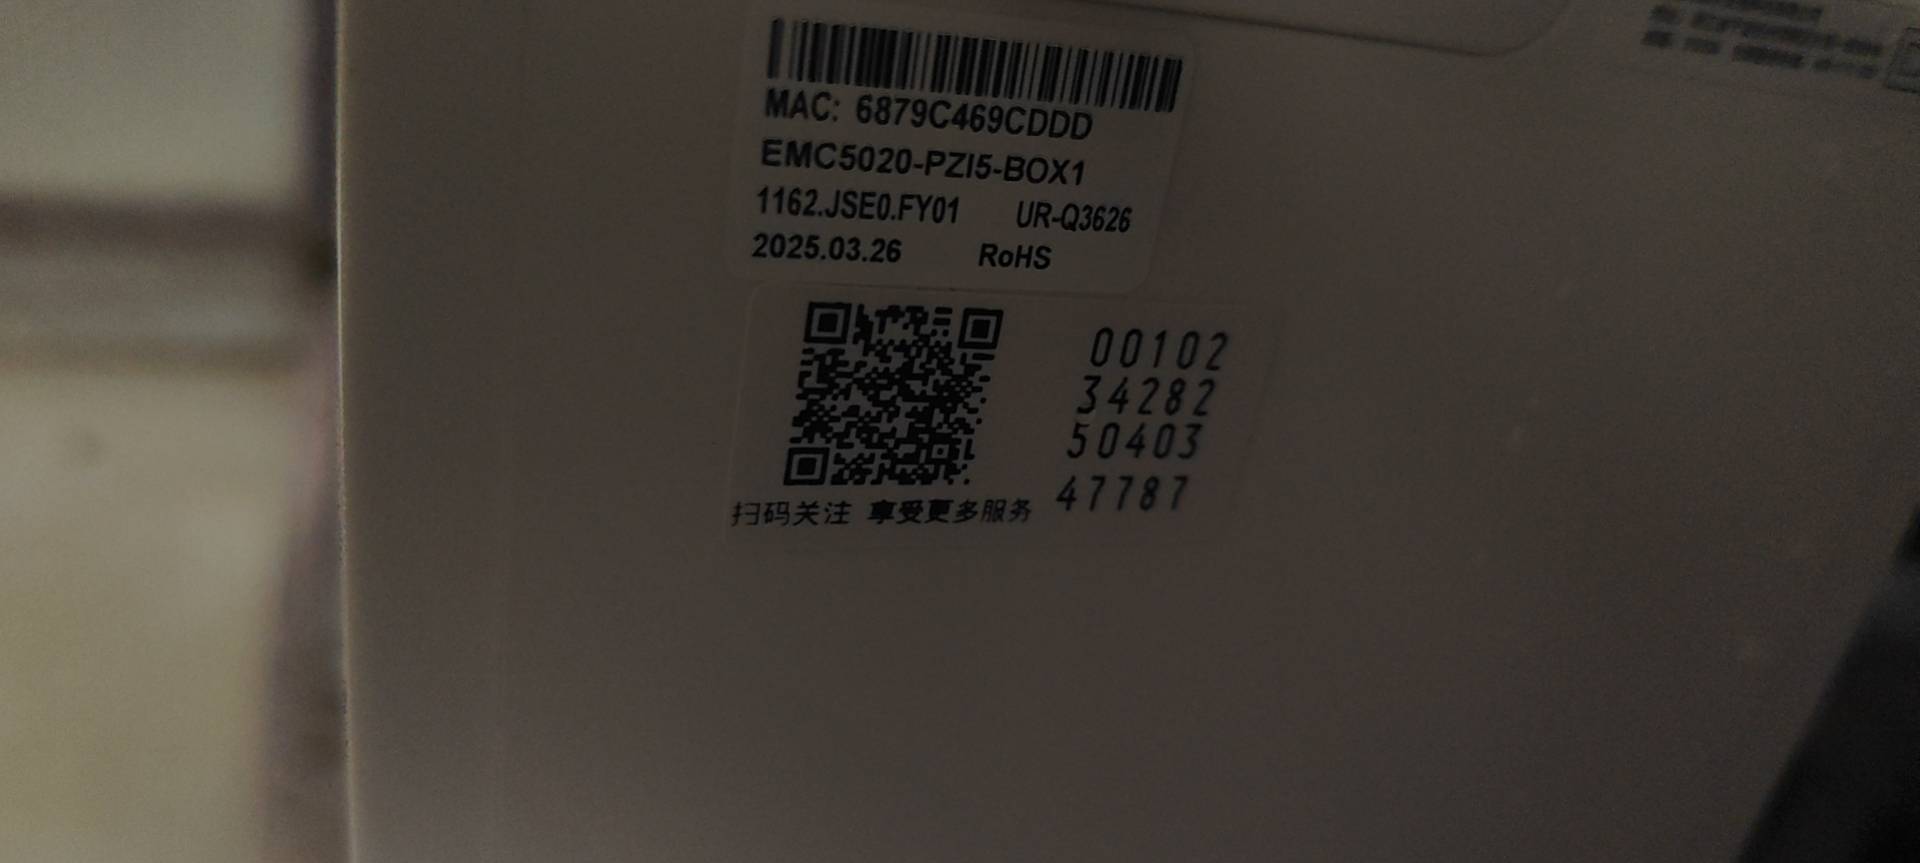 MAC: 6879C469CDDD
EMC5020-PZI5-BOX1
1162.JSE0.FY01 UR-Q3626
2025.03.26 RoHS
00102
34282
50403
47787
扫码关注 享受更多服务